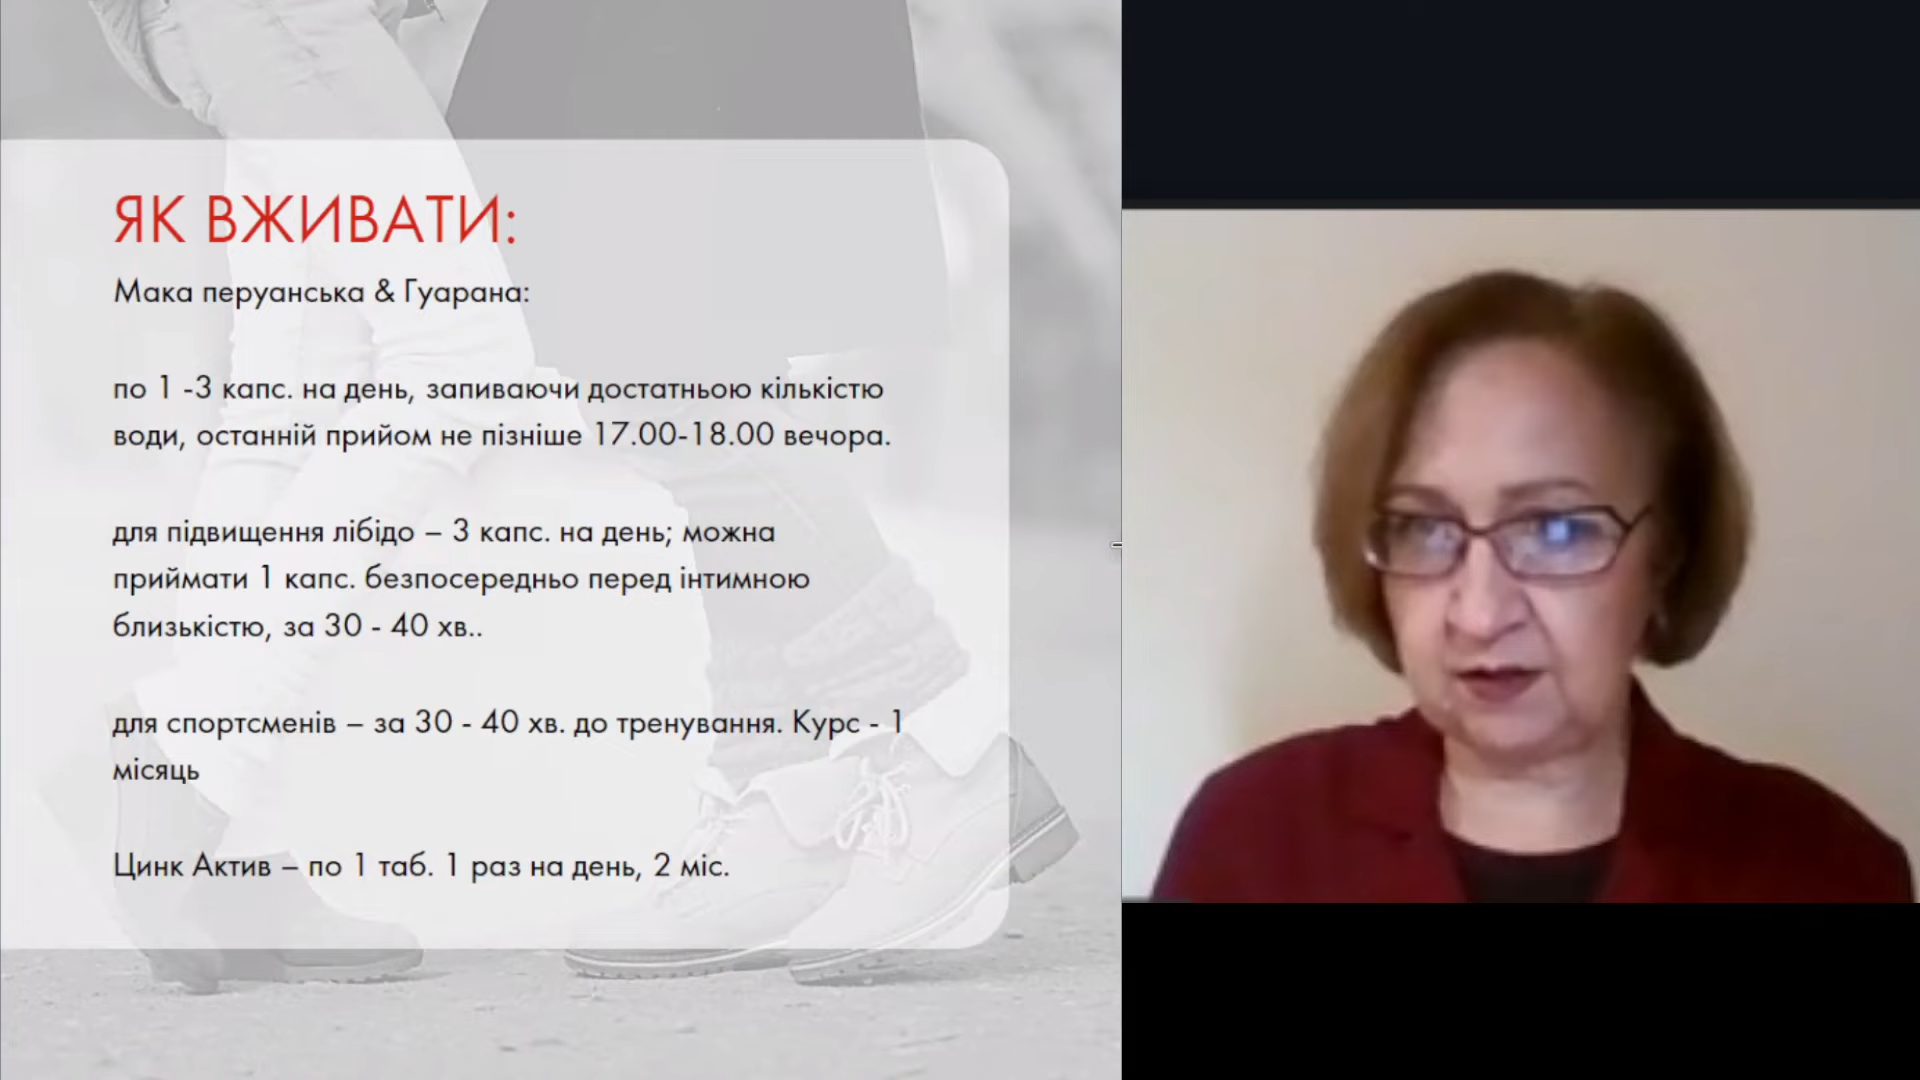 ЯК ВЖИВАТИ:
Мака перуанська & Гуарана:
по 1 -3 капс. на день, запиваючи достатньою кількістю
води, останній прийом не пізніше 17.00-18.00 вечора.
для підвищення лібідо – 3 капс. на день; можна
приймати 1 капс. безпосередньо перед інтимною
близькістю, за 30 - 40 хв..
для спортсменів – за 30 - 40 хв. до тренування. Курс - 1
місяць
Цинк Актив – по 1 таб. 1 раз на день, 2 міс.